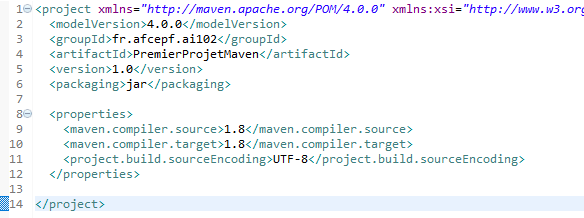 1 <project xmlns="http://maven.apache.org/POM/4.0.0" xmlns:xsi="http://www.w3.org
2 <modelVersion>4.0.0</modelVersion>
3 <groupId>fr.afcepf.ai102</groupId>
4 <artifactId>PremierProjetMaven</artifactId>
5 <version>1.0</version>
6 <packaging>jar</packaging>
7
8 <properties>
9 <maven.compiler.source>1.8</maven.compiler.source>
10 <maven.compiler.target>1.8</maven.compiler.target>
11 <project.build.sourceEncoding>UTF-8</project.build.sourceEncoding>
12 </properties>
13
14 </project>